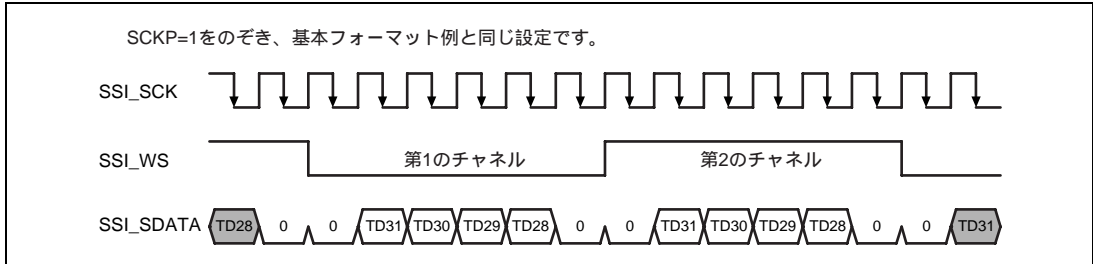 SCKP=1をのぞき、基本フォーマット例と同じ設定です。
SSI_SCK
SSI_WS 第1のチャネル 第2のチャネル
SSI_SDATA TD28 0 0 TD31 TD30 TD29 TD28 0 0 TD31 TD30 TD29 TD28 0 0 TD31